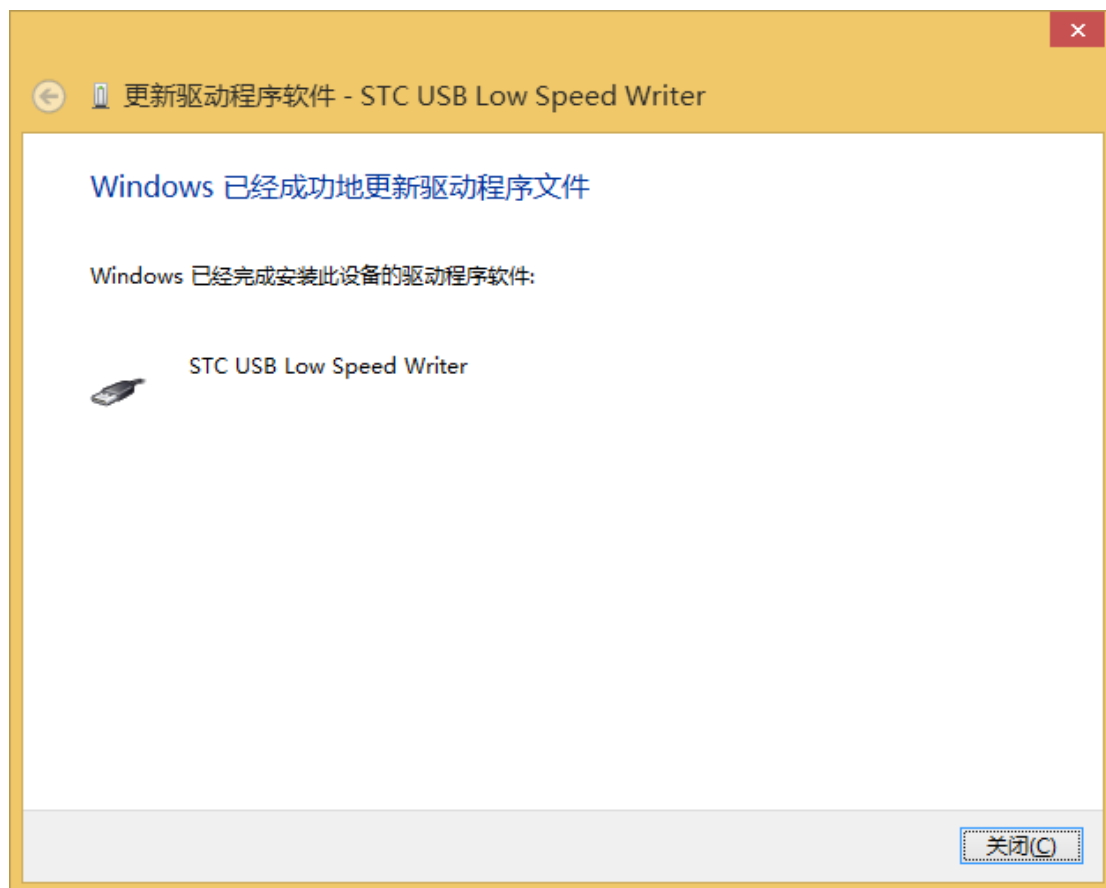 更新驱动程序软件 - STC USB Low Speed Writer
Windows 已经成功地更新驱动程序文件
Windows 已经完成安装此设备的驱动程序软件:
STC USB Low Speed Writer
关闭(C)